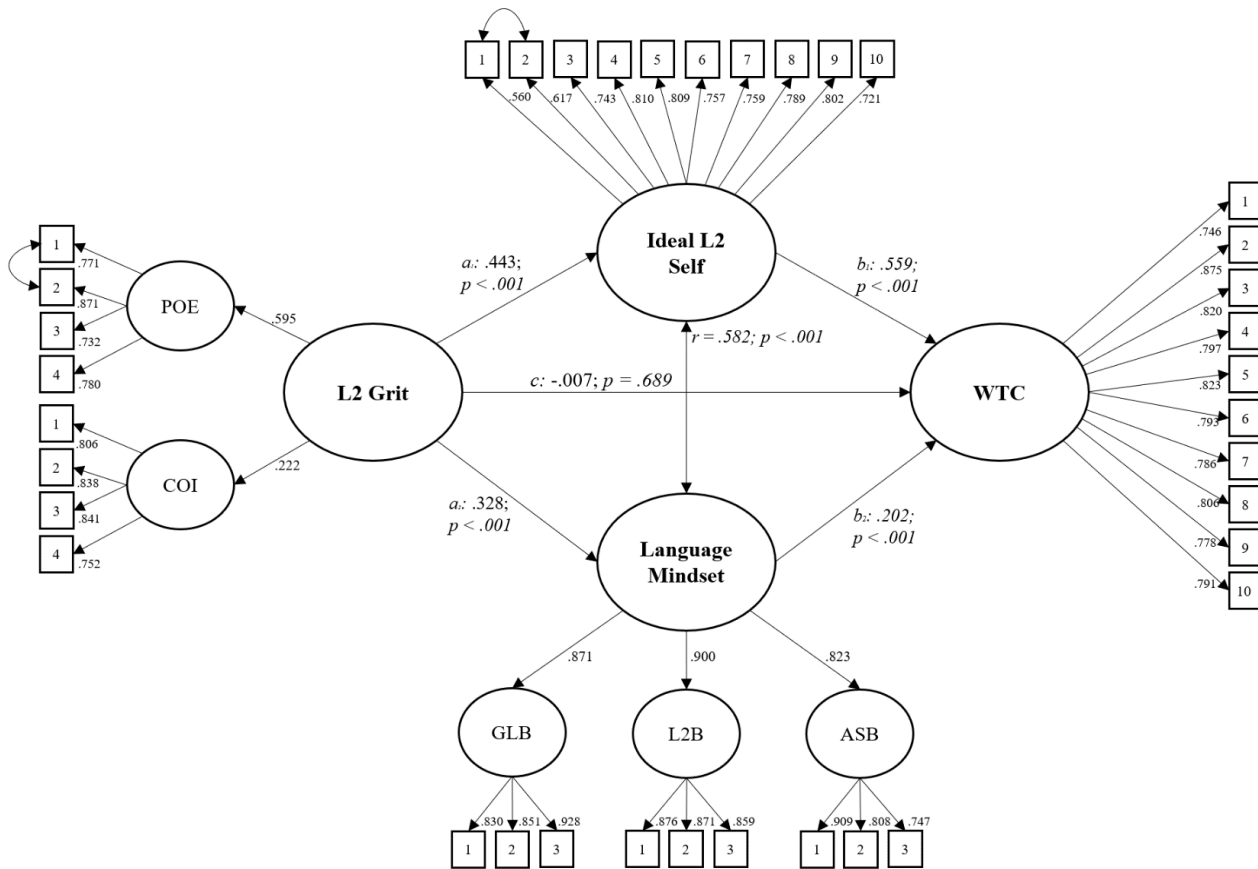 1 2 3 4 5 6 7 8 9 10
.560 .617 .743 .810 .809 .757 .759 .789 .802 .721
Ideal L2
Self
1
.771
2
.871
3
.732
4
.780
POE
.595
1
.806
2
.838
3
.841
4
.752
COI
.222
L2 Grit
a₁: .443;
p < .001
b₁: .559;
p < .001
r = .582; p < .001
c: -.007; p = .689
a₂: .328;
p < .001
b₂: .202;
p < .001
WTC
1
.746
2
.875
3
.820
4
.797
5
.823
6
.793
7
.786
8
.806
9
.778
10
.791
Language
Mindset
.871 .900 .823
GLB L2B ASB
.830 .851 .928 .876 .871 .859 .909 .808 .747
1 2 3 1 2 3 1 2 3